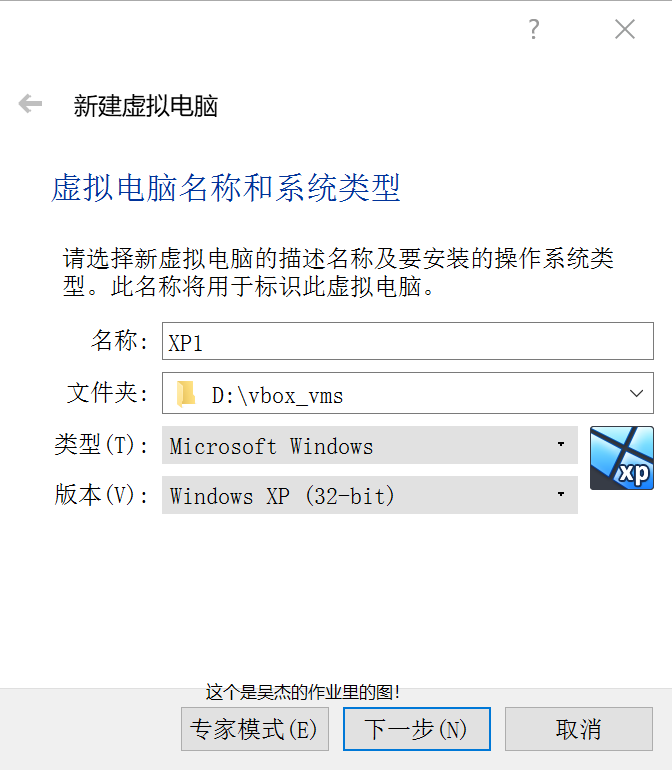 ?
新建虚拟电脑
虚拟电脑名称和系统类型
请选择新虚拟电脑的描述名称及要安装的操作系统类
型。此名称将用于标识此虚拟电脑。
名称: XP1
文件夹: D:\vbox_vms
类型(T): Microsoft Windows
xp
版本(V): Windows XP (32-bit)
这个是吴杰的作业里的图!
专家模式(E) 下一步(N) 取消